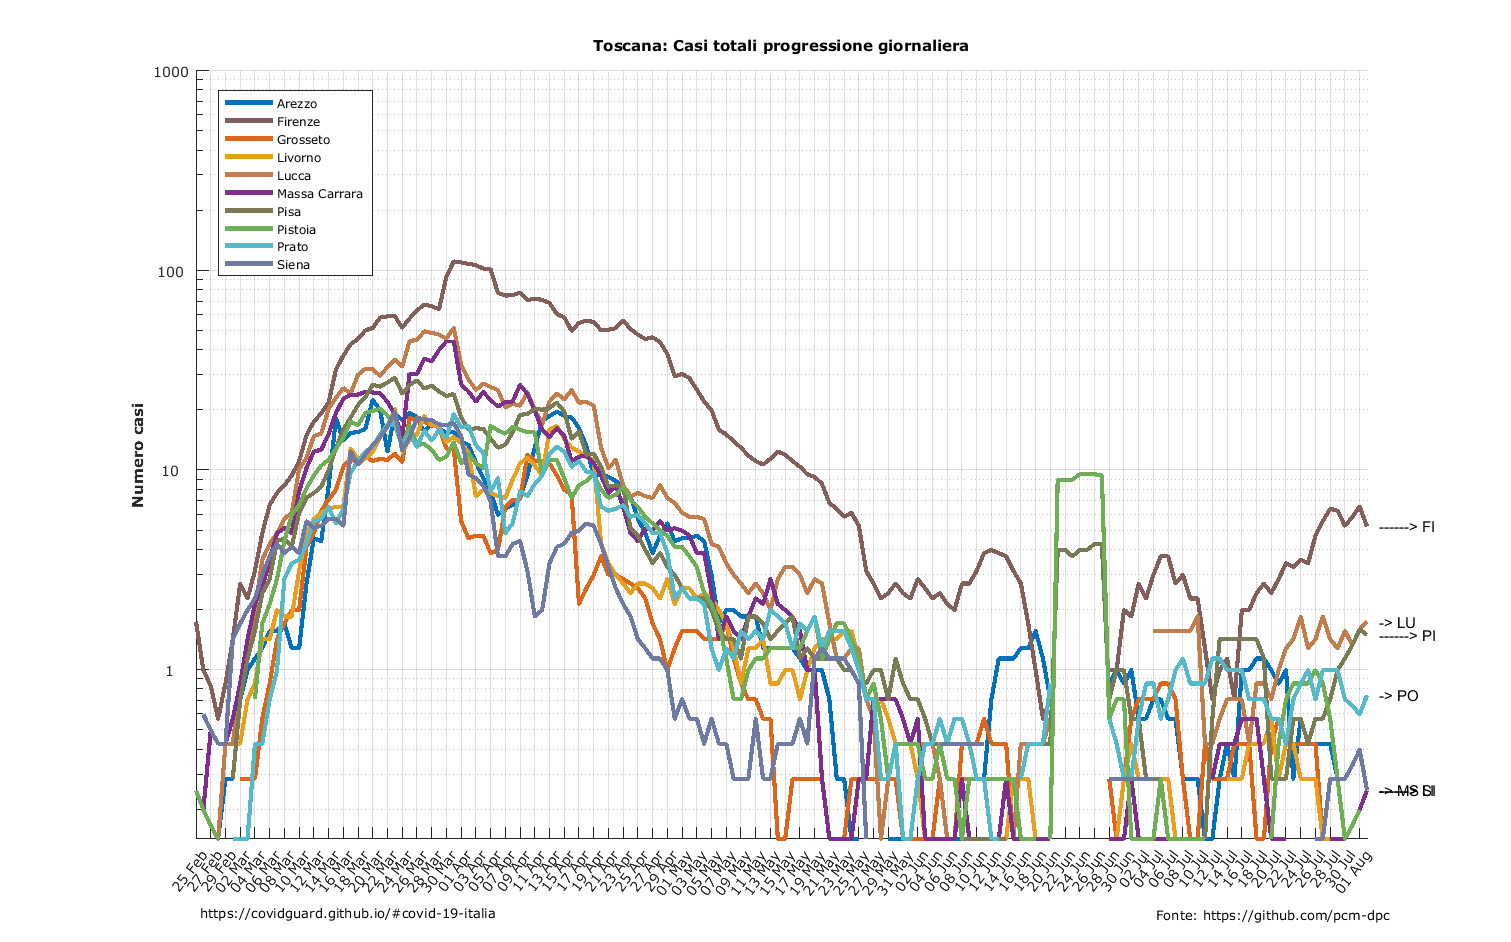 Toscana: Casi totali progressione giornaliera
Numero casi
1000
100
10
1
Arezzo
Firenze
Grosseto
Livorno
Lucca
Massa Carrara
Pisa
Pistoia
Prato
Siena
------> FI
-> LU
------> PI
-> PO
25 Feb
27 Feb
29 Feb
02 Mar
04 Mar
06 Mar
08 Mar
10 Mar
12 Mar
14 Mar
16 Mar
18 Mar
20 Mar
22 Mar
24 Mar
26 Mar
28 Mar
30 Mar
01 Apr
03 Apr
05 Apr
07 Apr
09 Apr
11 Apr
13 Apr
15 Apr
17 Apr
19 Apr
21 Apr
23 Apr
25 Apr
27 Apr
29 Apr
01 May
03 May
05 May
07 May
09 May
11 May
13 May
15 May
17 May
19 May
21 May
23 May
25 May
27 May
29 May
31 May
02 Jun
04 Jun
06 Jun
08 Jun
10 Jun
12 Jun
14 Jun
16 Jun
18 Jun
20 Jun
22 Jun
24 Jun
26 Jun
28 Jun
30 Jun
02 Jul
04 Jul
06 Jul
08 Jul
10 Jul
12 Jul
14 Jul
16 Jul
18 Jul
20 Jul
22 Jul
24 Jul
26 Jul
28 Jul
30 Jul
01 Aug
https://covidguard.github.io/#covid-19-italia
Fonte: https://github.com/pcm-dpc